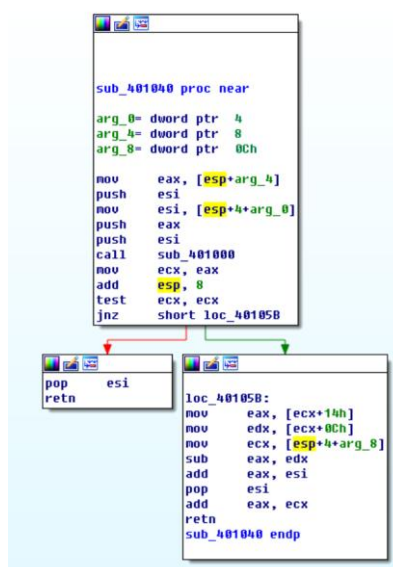 sub_401040 proc near
arg_0= dword ptr  4
arg_4= dword ptr  8
arg_8= dword ptr  0Ch
mov     eax, [esp+arg_4]
push    esi
mov     esi, [esp+4+arg_0]
push    eax
push    esi
call    sub_401000
mov     ecx, eax
add     esp, 8
test    ecx, ecx
jnz     short loc_40105B
pop     esi
retn
loc_40105B:
mov     eax, [ecx+14h]
mov     edx, [ecx+0Ch]
mov     ecx, [esp+4+arg_8]
sub     eax, edx
add     eax, esi
pop     esi
add     eax, ecx
retn
sub_401040 endp